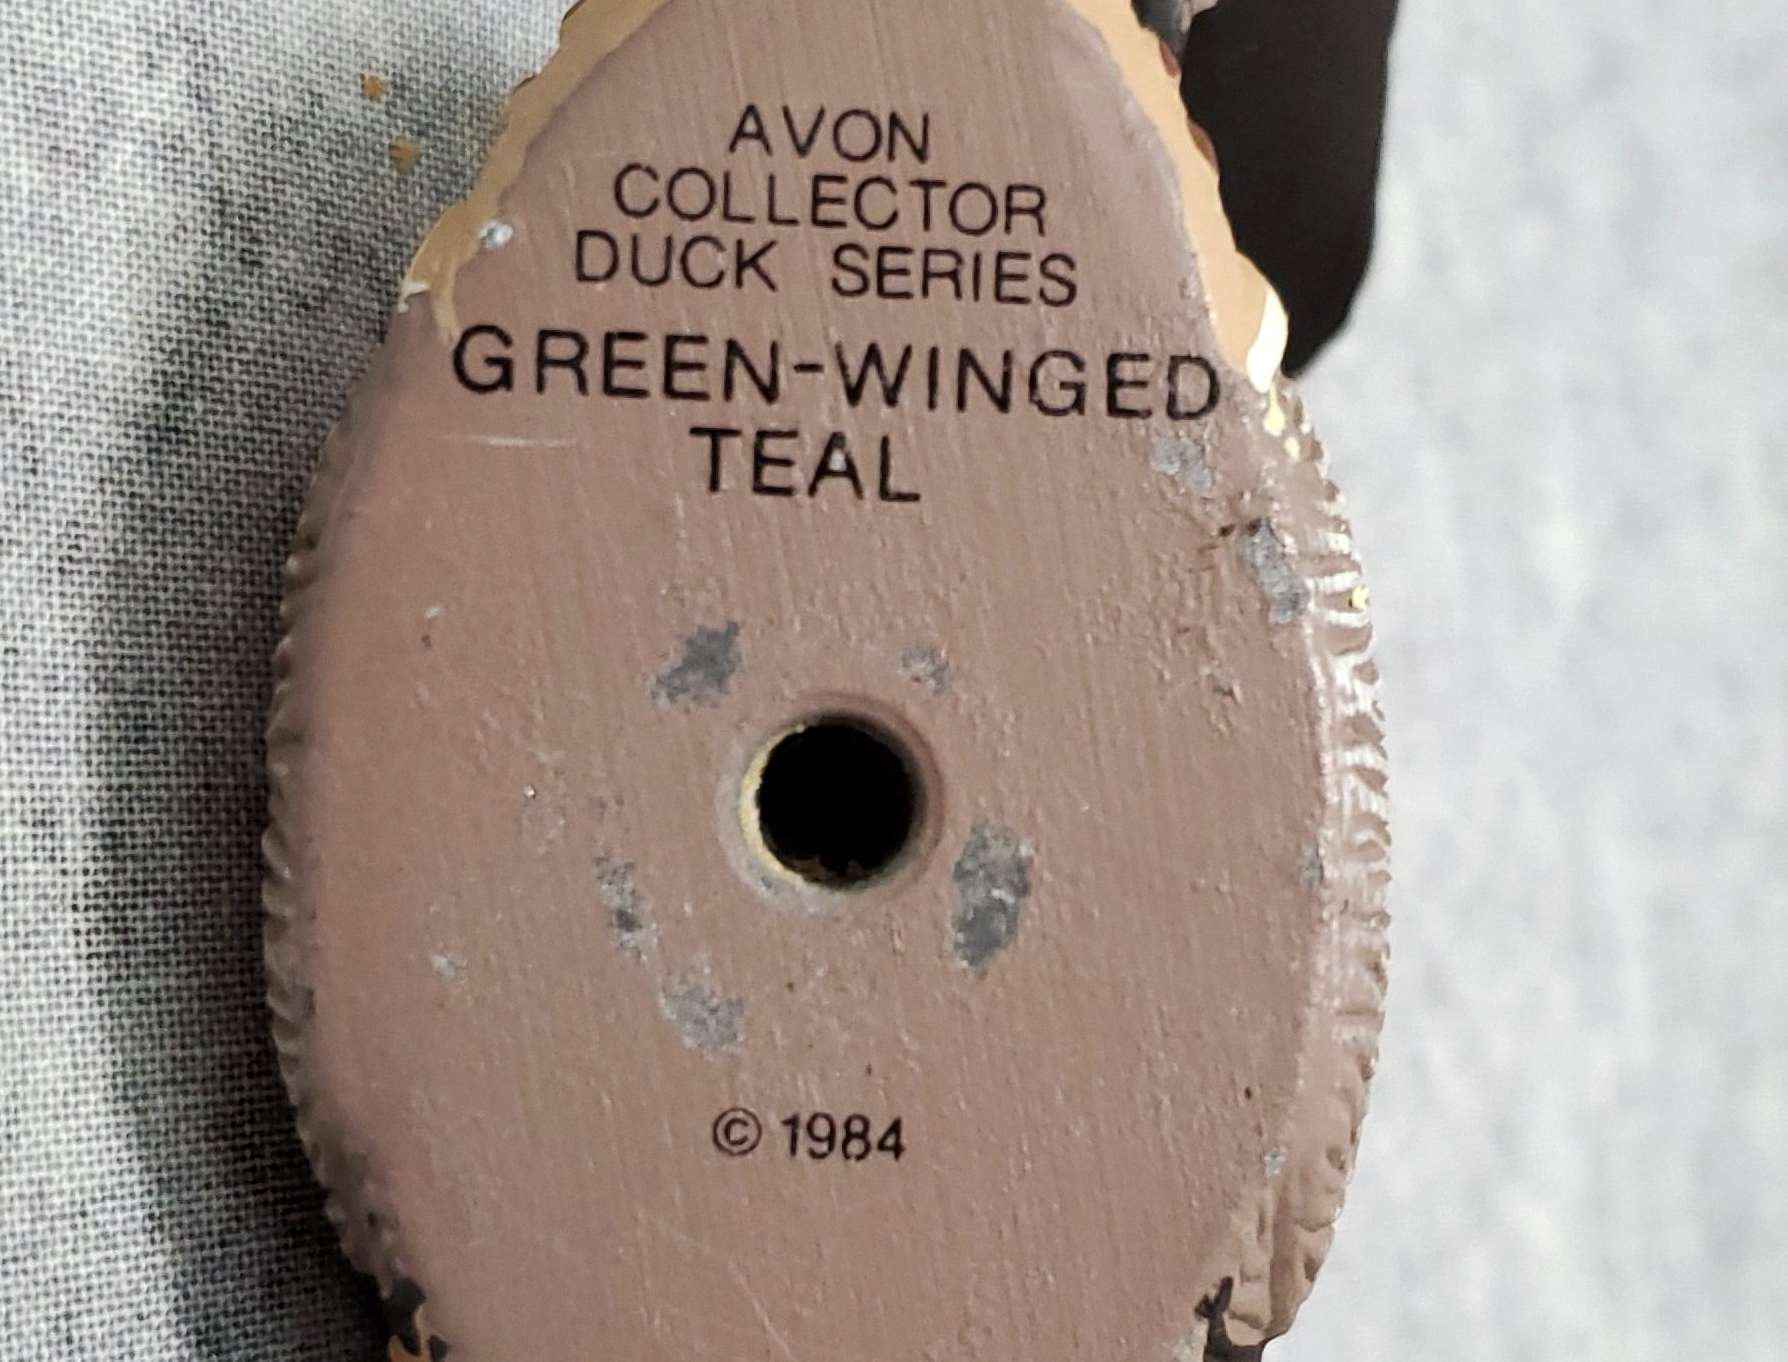 AVON
COLLECTOR
DUCK SERIES
GREEN-WINGED
TEAL
© 1984